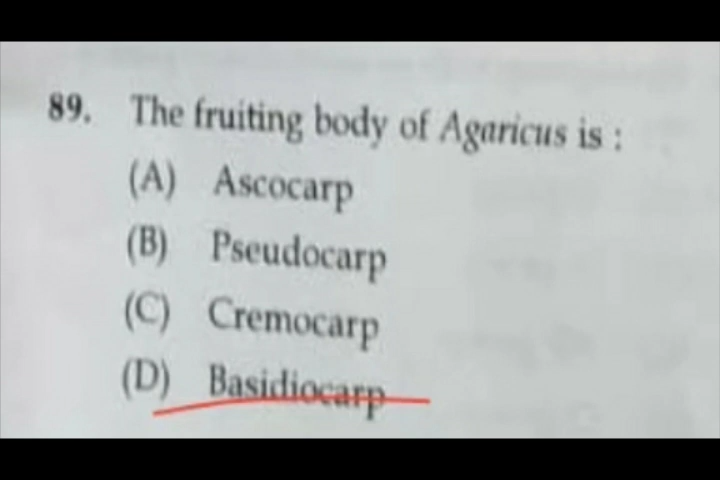 89. The fruiting body of Agaricus is :
(A) Ascocarp
(B) Pseudocarp
(C) Cremocarp
(D) Basidiocarp